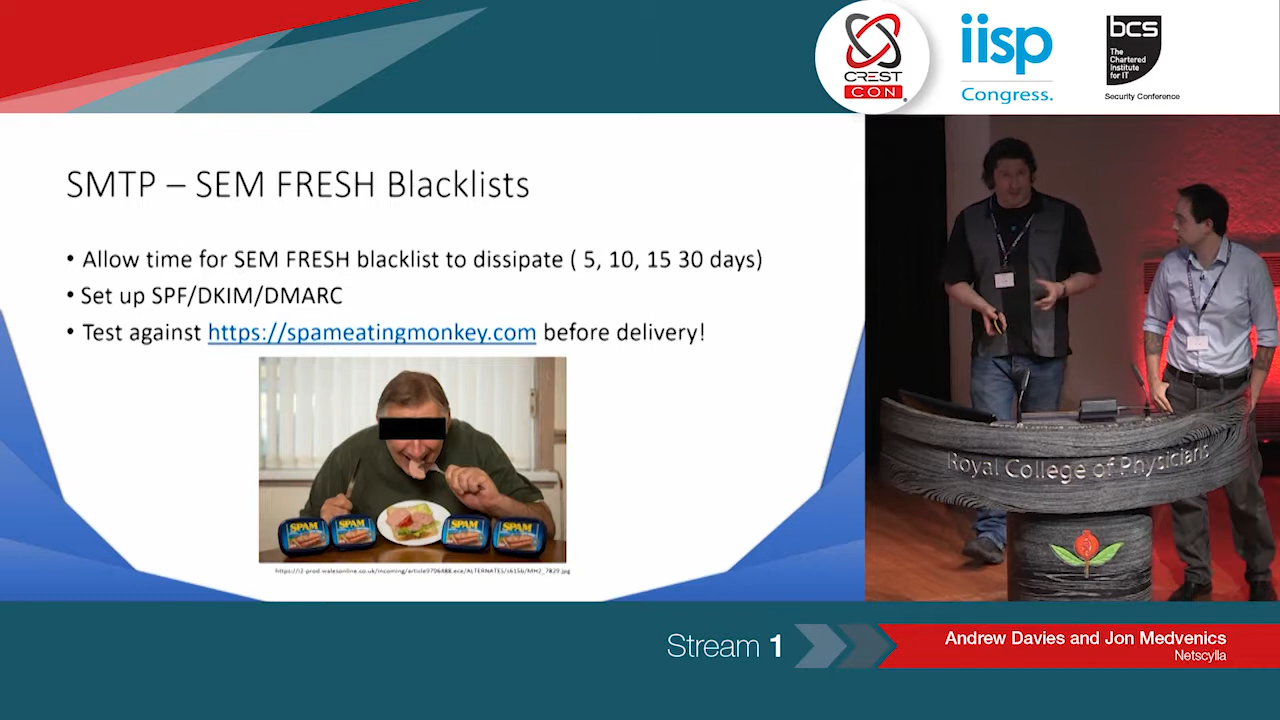 CREST
CON
iisp
Congress.
bcs
The
Chartered
Institute
for IT
Security Conference
SMTP – SEM FRESH Blacklists
• Allow time for SEM FRESH blacklist to dissipate ( 5, 10, 15 30 days)
• Set up SPF/DKIM/DMARC
• Test against https://spameatingmonkey.com before delivery!
SPAM
SPAM
SPAM
SPAM
Royal College of Physicians
Stream 1
Andrew Davies and Jon Medvenics
Netscylla